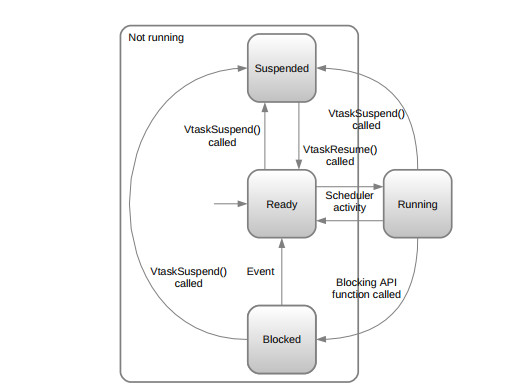 Not running
Suspended
VtaskSuspend()
called
VtaskSuspend()
called
VtaskResume()
called
Ready
Scheduler
activity
Running
VtaskSuspend()
called
Event
Blocking API
function called
Blocked